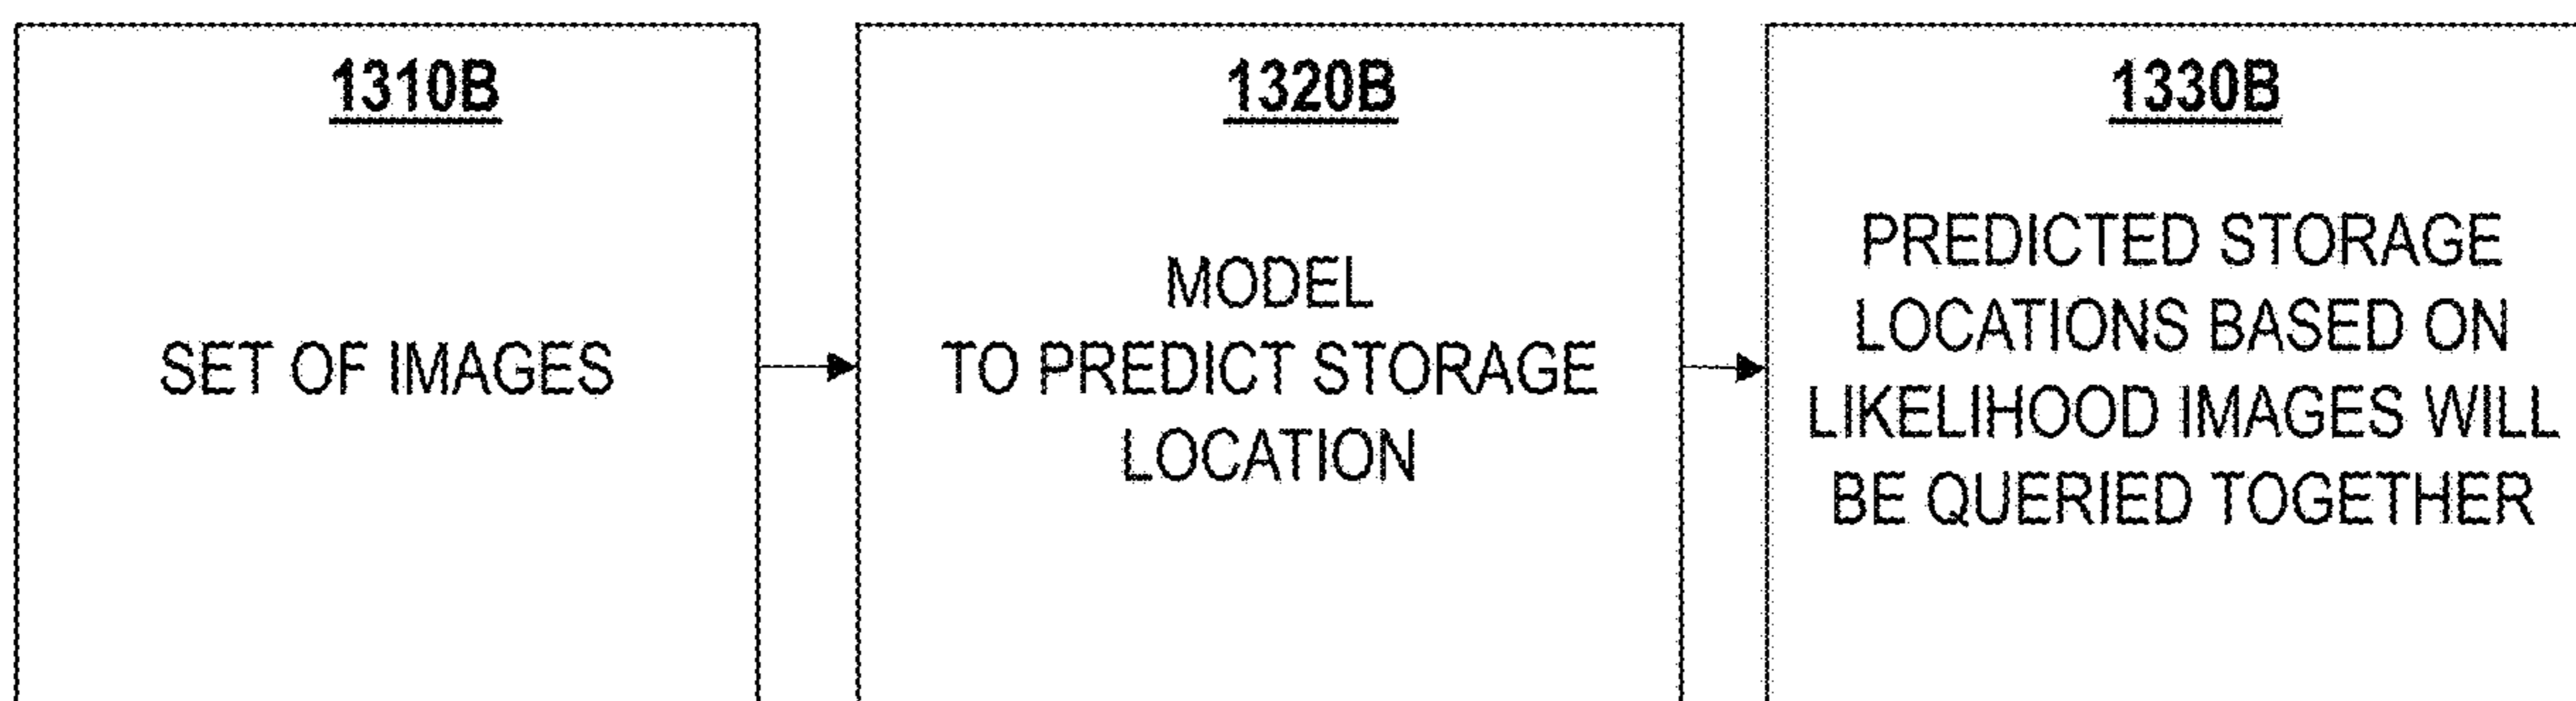 1310B
SET OF IMAGES
1320B
MODEL
TO PREDICT STORAGE
LOCATION
1330B
PREDICTED STORAGE
LOCATIONS BASED ON
LIKELIHOOD IMAGES WILL
BE QUERIED TOGETHER